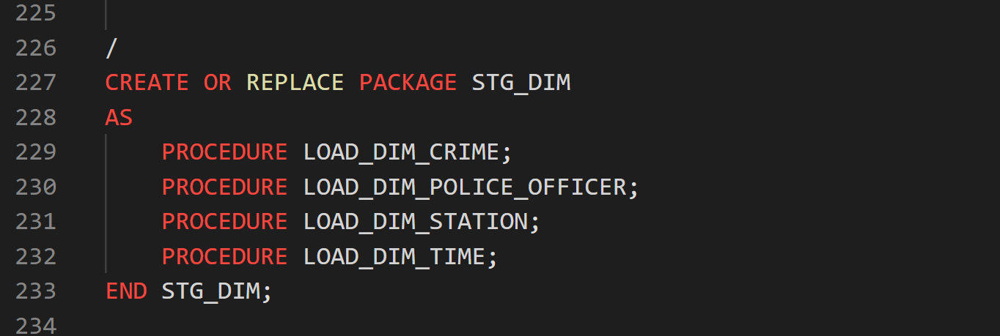 225
226 /
227 CREATE OR REPLACE PACKAGE STG_DIM
228 AS
229 PROCEDURE LOAD_DIM_CRIME;
230 PROCEDURE LOAD_DIM_POLICE_OFFICER;
231 PROCEDURE LOAD_DIM_STATION;
232 PROCEDURE LOAD_DIM_TIME;
233 END STG_DIM;
234